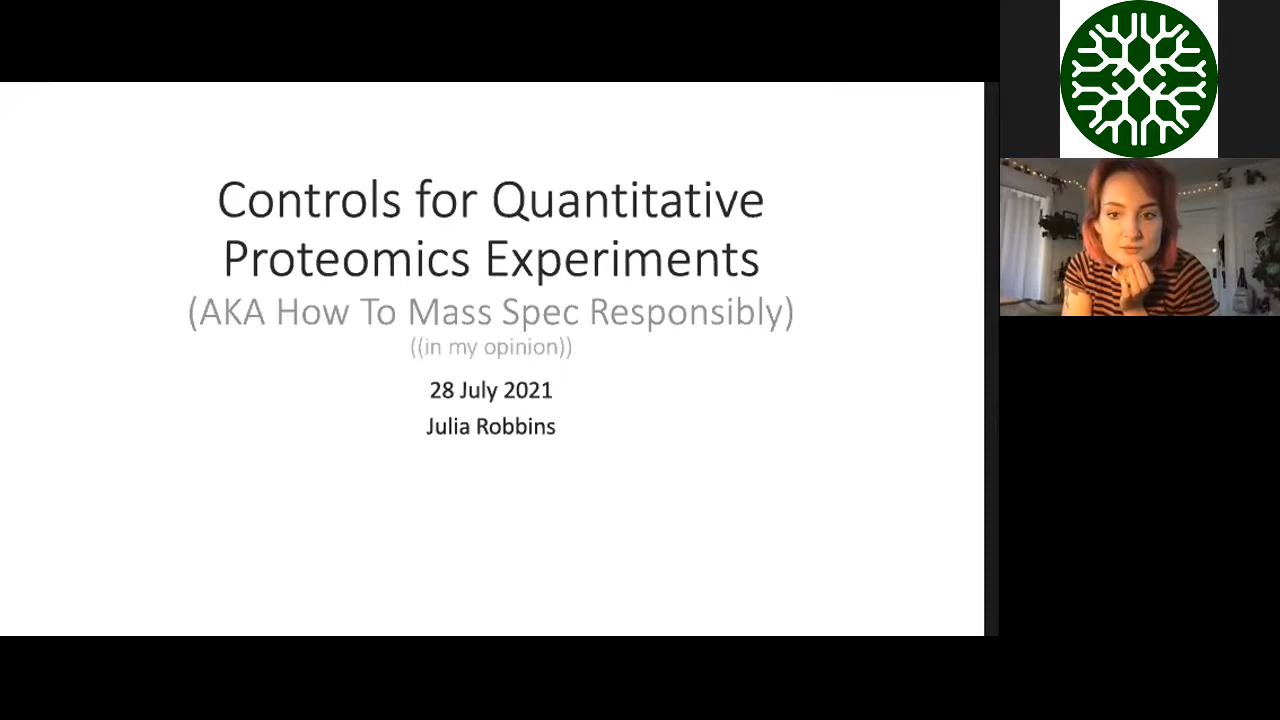 Controls for Quantitative
Proteomics Experiments
(AKA How To Mass Spec Responsibly)
((in my opinion))
28 July 2021
Julia Robbins